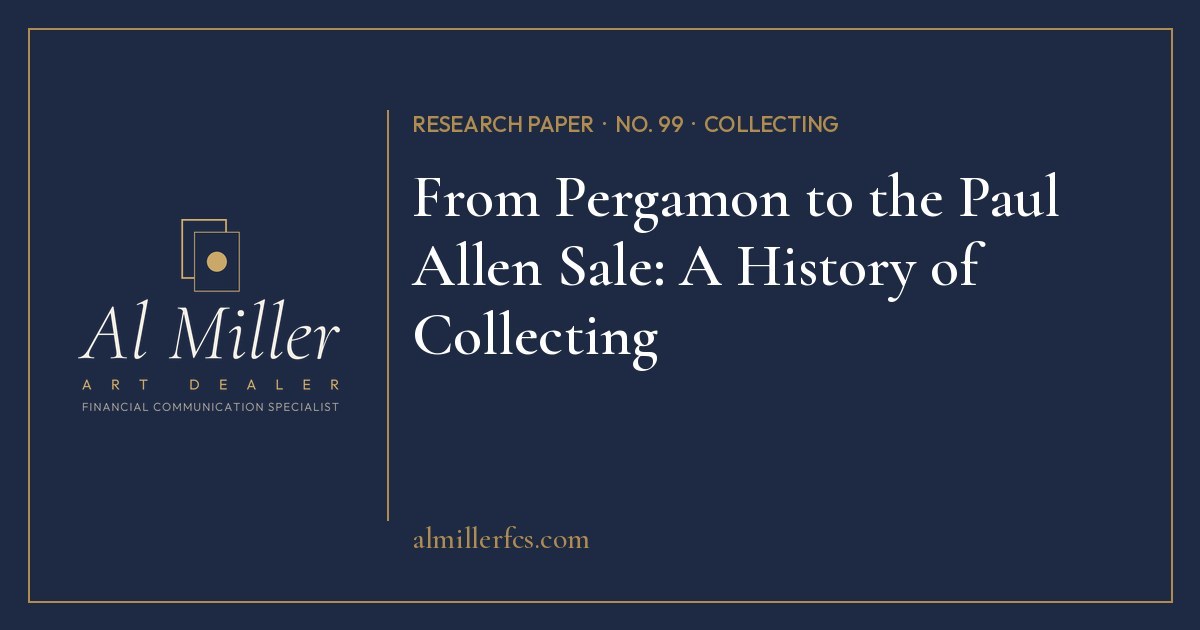 RESEARCH PAPER · NO. 99 · COLLECTING
From Pergamon to the Paul
Allen Sale: A History of
Collecting
Al Miller
ART DEALER
FINANCIAL COMMUNICATION SPECIALIST
almillerfcs.com